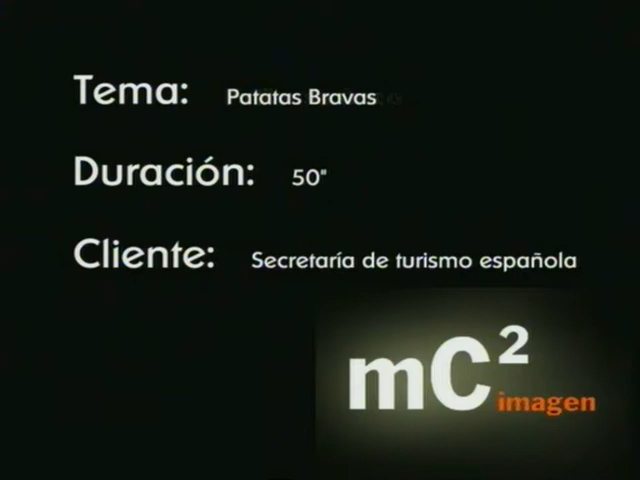 Tema: Patatas Bravas
Duración: 50"
Cliente: Secretaría de turismo española
mC²
imagen